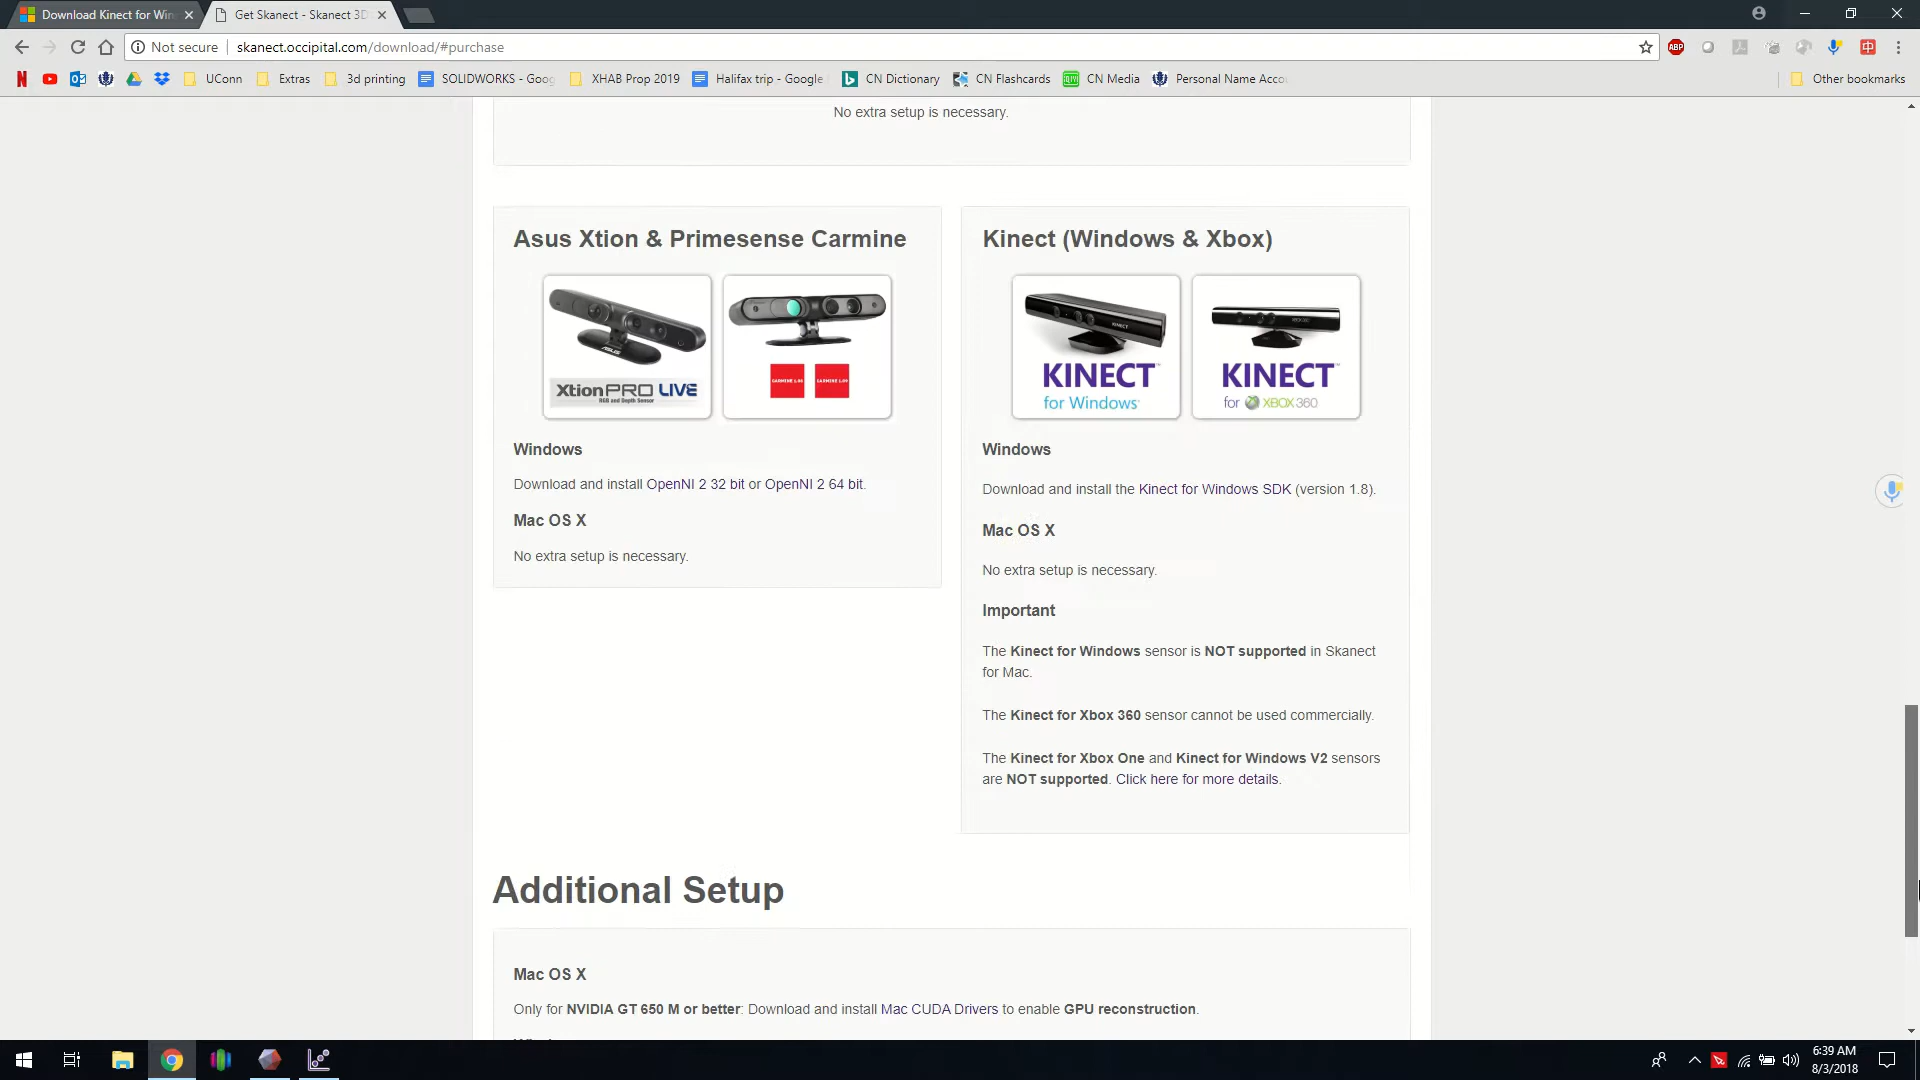 Download Kinect for Win
Get Skanect - Skanect 3D
Not secure
skanect.occipital.com/download/#purchase
ABP
中
UConn
Extras
3d printing
SOLIDWORKS - Goog
XHAB Prop 2019
Halifax trip - Google
CN Dictionary
CN Flashcards
CN Media
Personal Name Acco
Other bookmarks
No extra setup is necessary.
Asus Xtion & Primesense Carmine
ASUS
XtionPRO LIVE
RGB and Depth Sensor
CARMINE 1.08
CARMINE 1.09
Windows
Download and install OpenNI 2 32 bit or OpenNI 2 64 bit.
Mac OS X
No extra setup is necessary.
Kinect (Windows & Xbox)
KINECT
KINECT™
for Windows
XBOX 360
KINECT™
for XBOX 360
Windows
Download and install the Kinect for Windows SDK (version 1.8).
Mac OS X
No extra setup is necessary.
Important
The Kinect for Windows sensor is NOT supported in Skanect
for Mac.
The Kinect for Xbox 360 sensor cannot be used commercially.
The Kinect for Xbox One and Kinect for Windows V2 sensors
are NOT supported. Click here for more details.
Additional Setup
Mac OS X
Only for NVIDIA GT 650 M or better: Download and install Mac CUDA Drivers to enable GPU reconstruction.
6:39 AM
8/3/2018